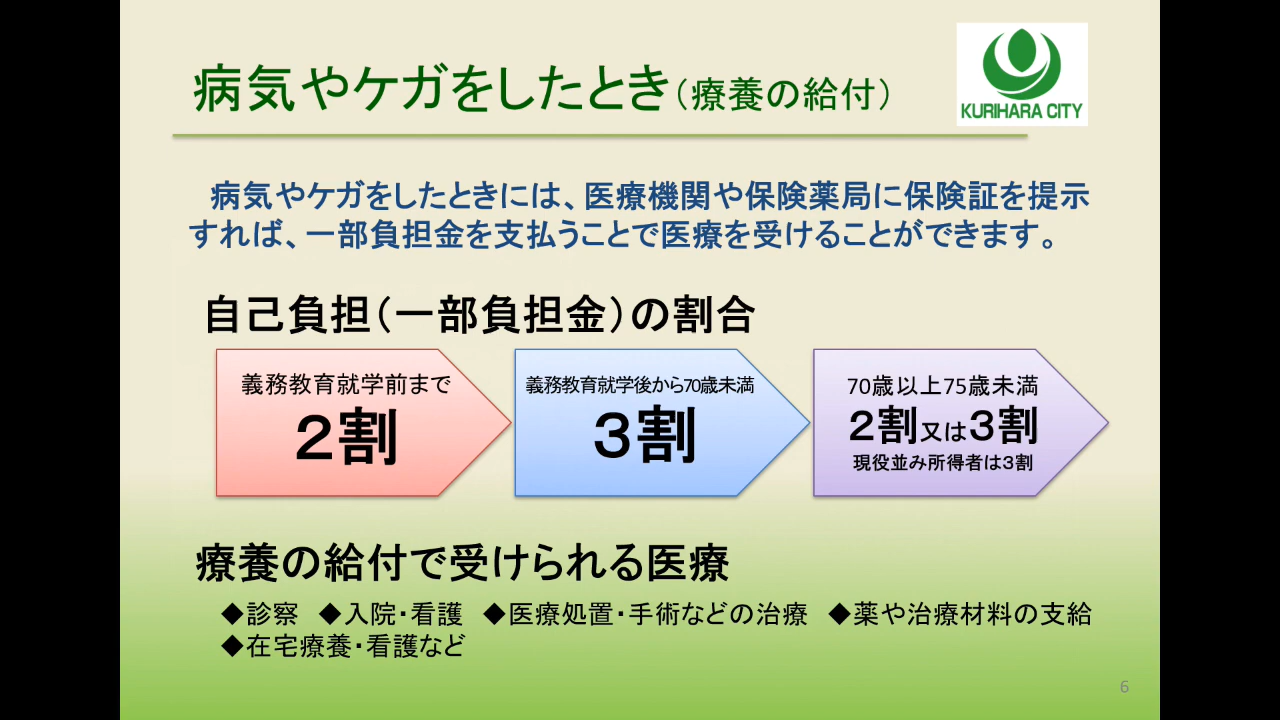 病気やケガをしたとき（療養の給付）
KURIHARA CITY
病気やケガをしたときには、医療機関や保険薬局に保険証を提示
すれば、一部負担金を支払うことで医療を受けることができます。
自己負担（一部負担金）の割合
義務教育就学前まで
２割
義務教育就学後から70歳未満
３割
70歳以上75歳未満
２割又は３割
現役並み所得者は３割
療養の給付で受けられる医療
◆診察　◆入院・看護　◆医療処置・手術などの治療　◆薬や治療材料の支給
◆在宅療養・看護など
6